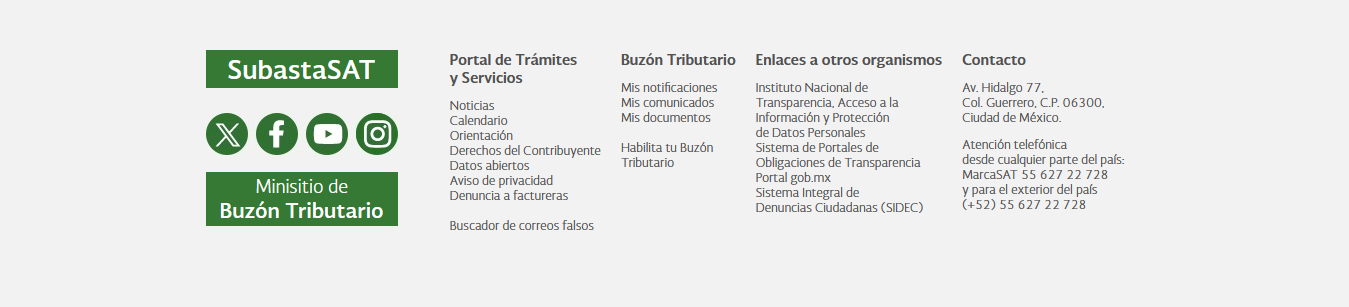 SubastaSAT
Minisitio de
Buzón Tributario
Portal de Trámites
y Servicios
Noticias
Calendario
Orientación
Derechos del Contribuyente
Datos abiertos
Aviso de privacidad
Denuncia a factureras
Buscador de correos falsos
Buzón Tributario
Mis notificaciones
Mis comunicados
Mis documentos
Habilita tu Buzón
Tributario
Enlaces a otros organismos
Instituto Nacional de
Transparencia, Acceso a la
Información y Protección
de Datos Personales
Sistema de Portales de
Obligaciones de Transparencia
Portal gob.mx
Sistema Integral de
Denuncias Ciudadanas (SIDEC)
Contacto
Av. Hidalgo 77,
Col. Guerrero, C.P. 06300,
Ciudad de México.
Atención telefónica
desde cualquier parte del país:
MarcaSAT 55 627 22 728
y para el exterior del país
(+52) 55 627 22 728